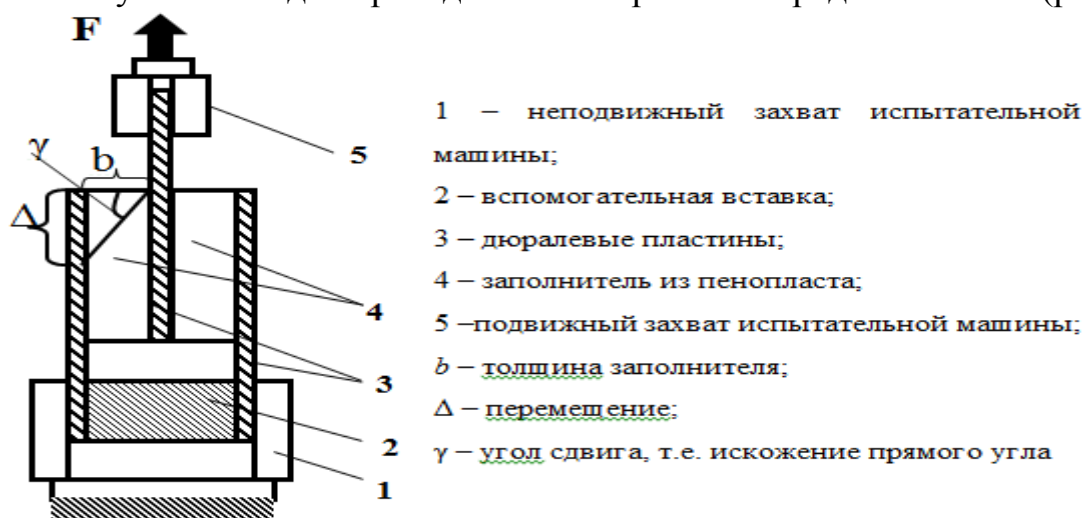 F
γ
b
Δ
5
4
3
2
1
1 – неподвижный захват испытательной
машины;
2 – вспомогательная вставка;
3 – дюралевые пластины;
4 – заполнитель из пенопласта;
5 –подвижный захват испытательной машины;
b – толщина заполнителя;
Δ – перемещение;
γ – угол сдвига, т.е. искажение прямого угла